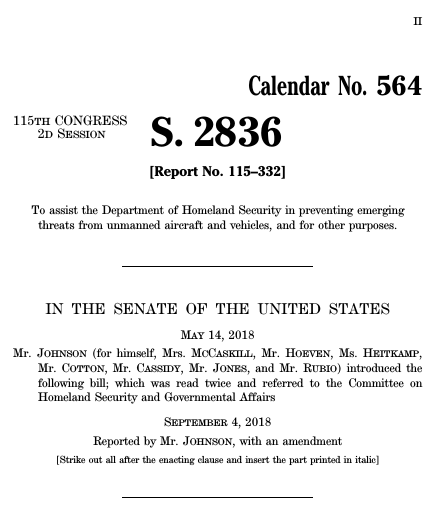 II
Calendar No. 564
115TH CONGRESS
2D SESSION
S. 2836
[Report No. 115–332]
To assist the Department of Homeland Security in preventing emerging
threats from unmanned aircraft and vehicles, and for other purposes.
IN THE SENATE OF THE UNITED STATES
MAY 14, 2018
Mr. JOHNSON (for himself, Mrs. MCCASKILL, Mr. HOEVEN, Ms. HEITKAMP,
Mr. COTTON, Mr. CASSIDY, Mr. JONES, and Mr. RUBIO) introduced the
following bill; which was read twice and referred to the Committee on
Homeland Security and Governmental Affairs
SEPTEMBER 4, 2018
Reported by Mr. JOHNSON, with an amendment
[Strike out all after the enacting clause and insert the part printed in italic]